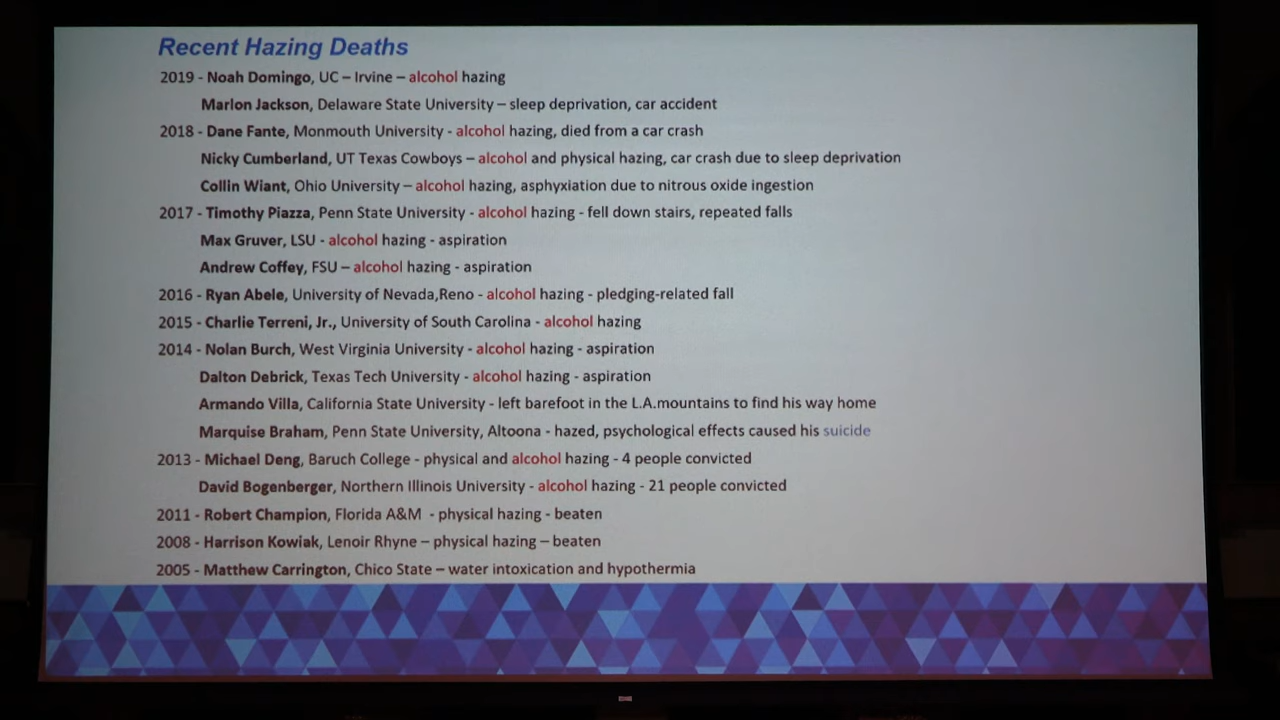 Recent Hazing Deaths
2019 - Noah Domingo, UC – Irvine – alcohol hazing
Marlon Jackson, Delaware State University – sleep deprivation, car accident
2018 - Dane Fante, Monmouth University - alcohol hazing, died from a car crash
Nicky Cumberland, UT Texas Cowboys – alcohol and physical hazing, car crash due to sleep deprivation
Collin Wiant, Ohio University – alcohol hazing, asphyxiation due to nitrous oxide ingestion
2017 - Timothy Piazza, Penn State University - alcohol hazing - fell down stairs, repeated falls
Max Gruver, LSU - alcohol hazing - aspiration
Andrew Coffey, FSU – alcohol hazing - aspiration
2016 - Ryan Abele, University of Nevada,Reno - alcohol hazing - pledging-related fall
2015 - Charlie Terreni, Jr., University of South Carolina - alcohol hazing
2014 - Nolan Burch, West Virginia University - alcohol hazing - aspiration
Dalton Debrick, Texas Tech University - alcohol hazing - aspiration
Armando Villa, California State University - left barefoot in the L.A.mountains to find his way home
Marquise Braham, Penn State University, Altoona - hazed, psychological effects caused his suicide
2013 - Michael Deng, Baruch College - physical and alcohol hazing - 4 people convicted
David Bogenberger, Northern Illinois University - alcohol hazing - 21 people convicted
2011 - Robert Champion, Florida A&M - physical hazing - beaten
2008 - Harrison Kowiak, Lenoir Rhyne – physical hazing – beaten
2005 - Matthew Carrington, Chico State – water intoxication and hypothermia